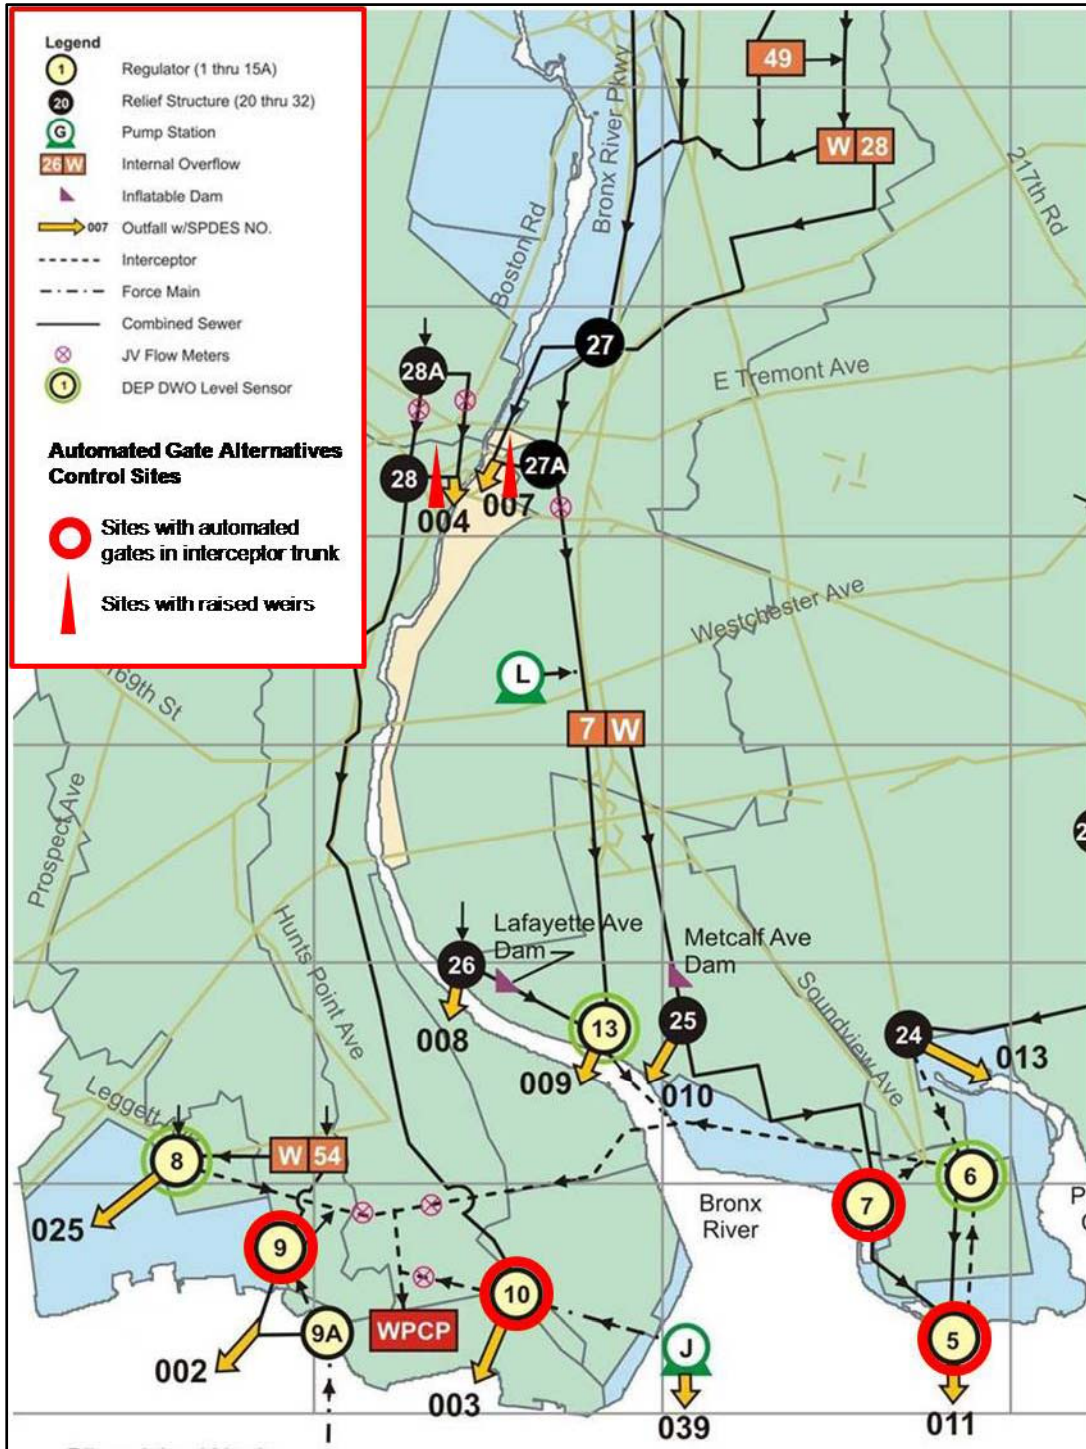 Legend
1 Regulator (1 thru 15A)
20 Relief Structure (20 thru 32)
G Pump Station
26 W Internal Overflow
Inflatable Dam
007 Outfall w/SPDES NO.
Interceptor
Force Main
Combined Sewer
JV Flow Meters
1 DEP DWO Level Sensor
Automated Gate Alternatives
Control Sites
Sites with automated
gates in interceptor trunk
Sites with raised weirs
49
W 28
Bronx River Pkwy
217th Rd
Boston Rd
27
28A
E Tremont Ave
28
27A
004
007
Westchester Ave
169th St
L
7 W
Prospect Ave
Hunts Point Ave
26
Lafayette Ave
Dam
Metcalf Ave
Dam
Soundview Ave
13
25
24
008
009
010
013
Leggett
8
W 54
6
025
9
7
Bronx
River
10
WPCP
9A
J
5
002
003
039
011